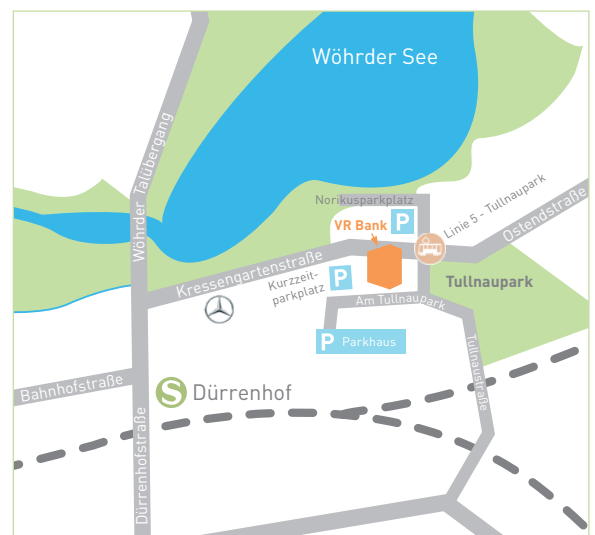 Wöhrder See
Wöhrder Talübergang
Norikusparkplatz
Linie 5 - Tullnaupark
Ostendstraße
P
VR Bank
Kressengartenstraße
Kurzzeit-
parkplatz
P
Tullnaupark
Am Tullnaupark
P Parkhaus
Tullnaustraße
Bahnhofstraße
S Dürrenhof
Dürrenhofstraße